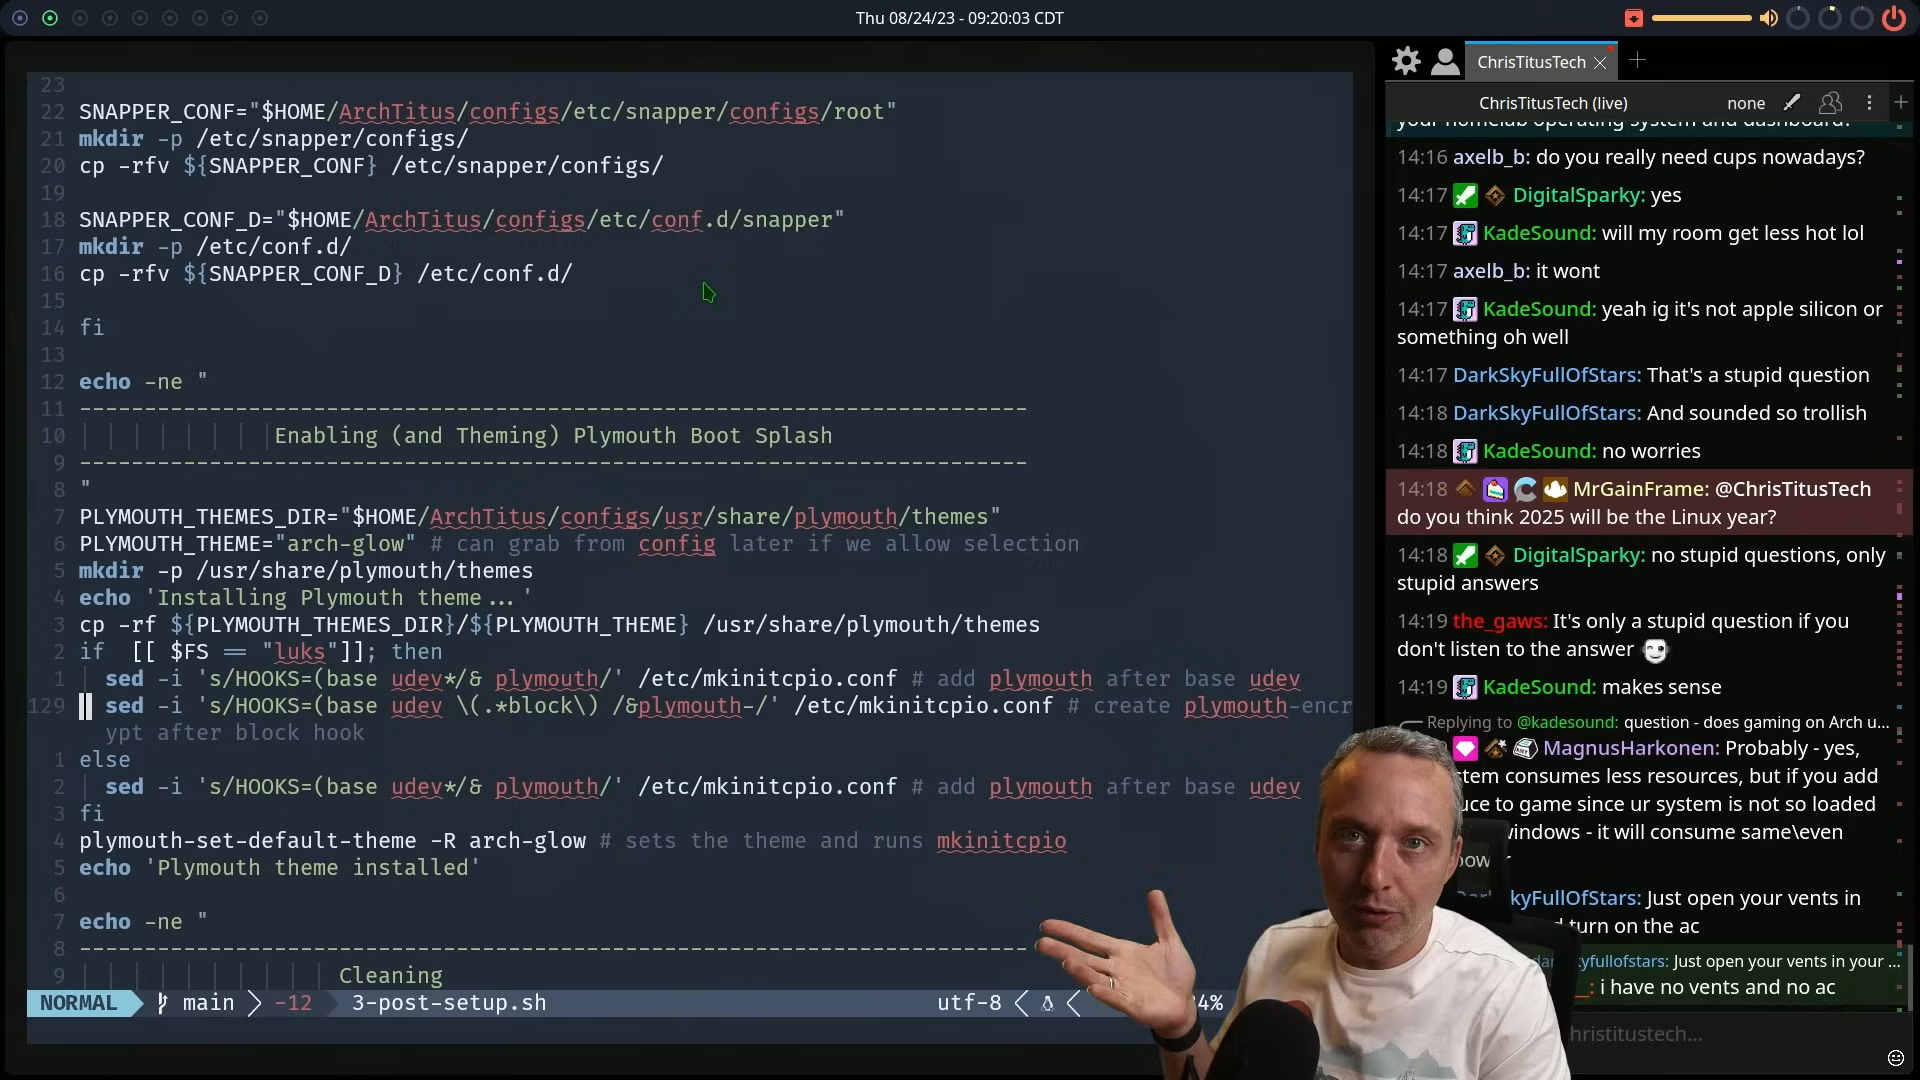 Thu 08/24/23 - 09:20:03 CDT
23
22 SNAPPER_CONF="$HOME/ArchTitus/configs/etc/snapper/configs/root"
21 mkdir -p /etc/snapper/configs/
20 cp -rfv ${SNAPPER_CONF} /etc/snapper/configs/
19
18 SNAPPER_CONF_D="$HOME/ArchTitus/configs/etc/conf.d/snapper"
17 mkdir -p /etc/conf.d/
16 cp -rfv ${SNAPPER_CONF_D} /etc/conf.d/
15
14 fi
13
12 echo -ne "
11 -------------------------------------------------------------------------
10 Enabling (and Theming) Plymouth Boot Splash
9 -------------------------------------------------------------------------
8 "
7 PLYMOUTH_THEMES_DIR="$HOME/ArchTitus/configs/usr/share/plymouth/themes"
6 PLYMOUTH_THEME="arch-glow" # can grab from config later if we allow selection
5 mkdir -p /usr/share/plymouth/themes
4 echo 'Installing Plymouth theme...'
3 cp -rf ${PLYMOUTH_THEMES_DIR}/${PLYMOUTH_THEME} /usr/share/plymouth/themes
2 if  [[ $FS == "luks"]]; then
1 sed -i 's/HOOKS=(base udev*/& plymouth/' /etc/mkinitcpio.conf # add plymouth after base udev
129 sed -i 's/HOOKS=(base udev \(.*block\) /&plymouth-/' /etc/mkinitcpio.conf # create plymouth-encr
ypt after block hook
1 else
2 sed -i 's/HOOKS=(base udev*/& plymouth/' /etc/mkinitcpio.conf # add plymouth after base udev
3 fi
4 plymouth-set-default-theme -R arch-glow # sets the theme and runs mkinitcpio
5 echo 'Plymouth theme installed'
6
7 echo -ne "
8 -------------------------------------------------------------------------
9 Cleaning
NORMAL main -12 3-post-setup.sh utf-8 4%
ChrisTitusTech
ChrisTitusTech (live) none
your homelab operating system and dashboard?
14:16 axelb_b: do you really need cups nowadays?
14:17 DigitalSparky: yes
14:17 KadeSound: will my room get less hot lol
14:17 axelb_b: it wont
14:17 KadeSound: yeah ig it's not apple silicon or
something oh well
14:17 DarkSkyFullOfStars: That's a stupid question
14:18 DarkSkyFullOfStars: And sounded so trollish
14:18 KadeSound: no worries
14:18 MrGainFrame: @ChrisTitusTech
do you think 2025 will be the Linux year?
14:18 DigitalSparky: no stupid questions, only
stupid answers
14:19 the_gaws: It's only a stupid question if you
don't listen to the answer
14:19 KadeSound: makes sense
Replying to @kadesound: question - does gaming on Arch u...
MagnusHarkonen: Probably - yes,
consumes less resources, but if you add
to game since ur system is not so loaded
windows - it will consume same\even
kyFullOfStars: Just open your vents in
turn on the ac
kyfullofstars: Just open your vents in your ...
: i have no vents and no ac
hristitustech...